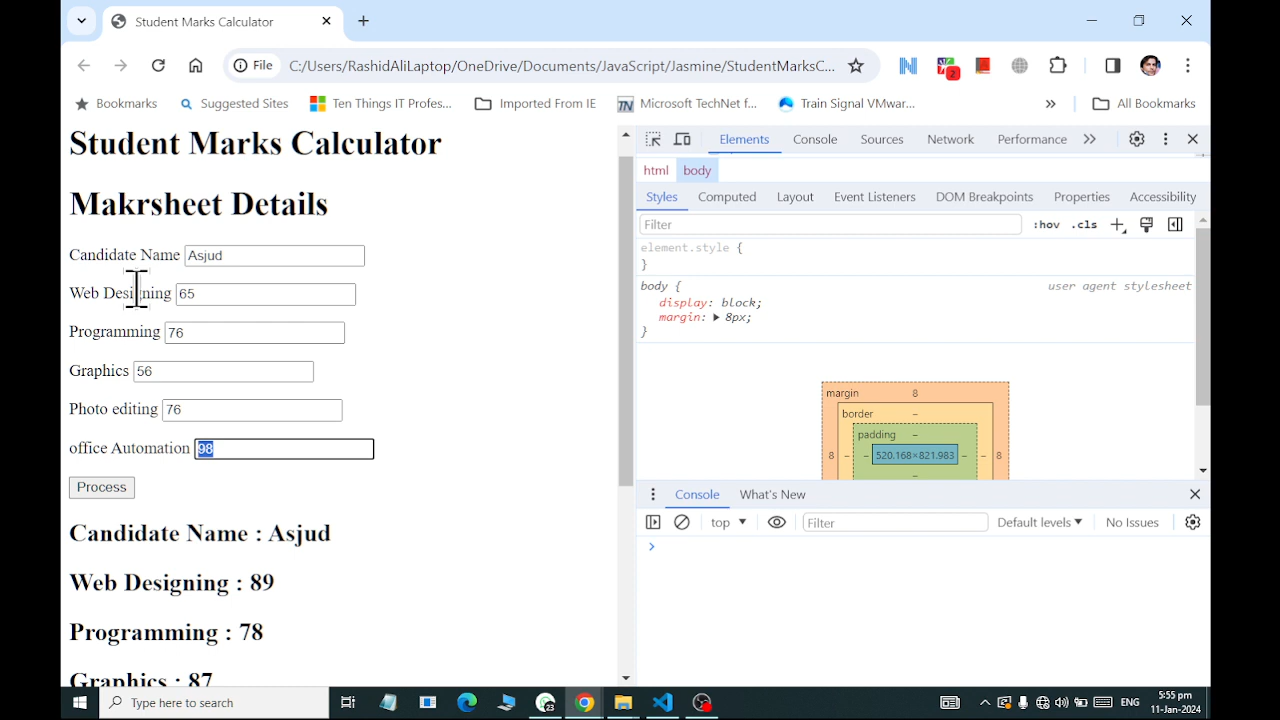 Student Marks Calculator
File
C:/Users/RashidAliLaptop/OneDrive/Documents/JavaScript/Jasmine/StudentMarksC...
2
Bookmarks
Suggested Sites
Ten Things IT Profes...
Imported From IE
Microsoft TechNet f...
Train Signal VMwar...
»
All Bookmarks
Student Marks Calculator
Makrsheet Details
Candidate Name Asjud
Web Designing 65
Programming 76
Graphics 56
Photo editing 76
office Automation 98
Process
Candidate Name : Asjud
Web Designing : 89
Programming : 78
Graphics : 87
Elements Console Sources Network Performance »
html body
Styles Computed Layout Event Listeners DOM Breakpoints Properties Accessibility
Filter :hov .cls
element.style {
}
body { user agent stylesheet
display: block;
margin: 8px;
}
margin 8
border –
padding –
8 – – 520.168×821.983 – – 8
–
Console What's New
top Filter Default levels No Issues
Type here to search
ENG
5:55 pm
11-Jan-2024